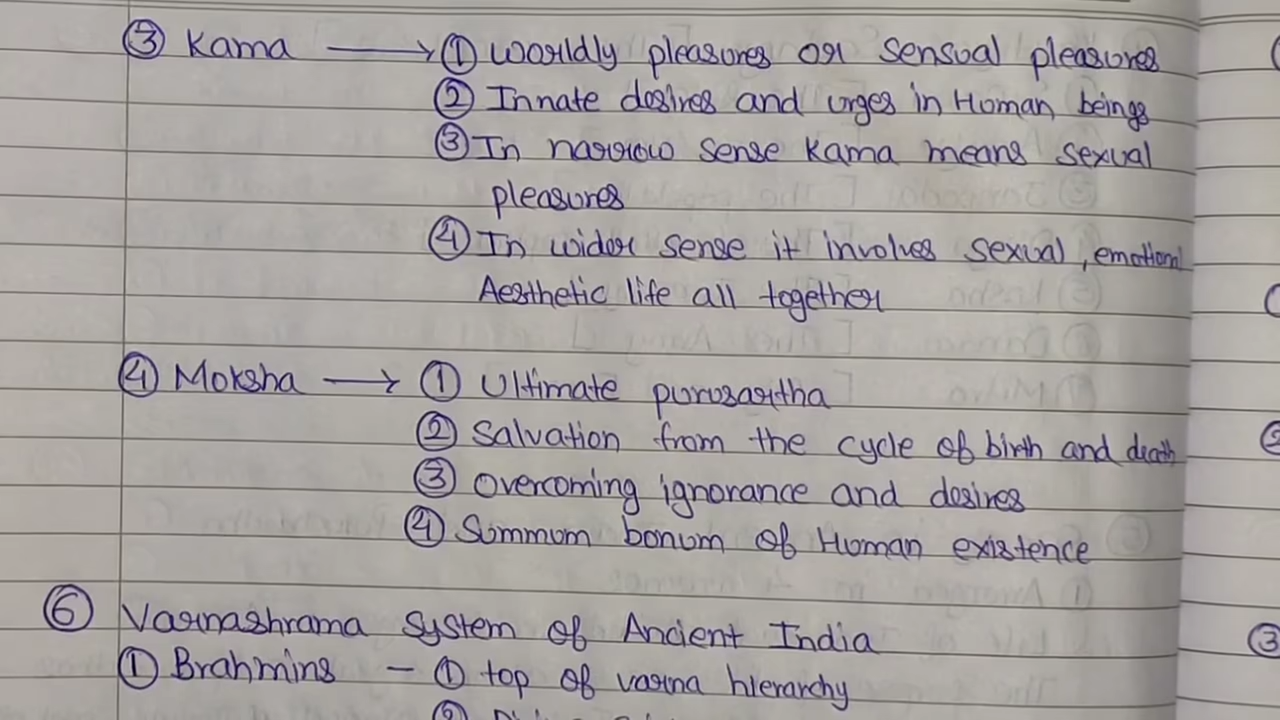 ③ Kama → ① Worldly pleasures or sensual pleasures
② Innate desires and urges in Human beings
③ In narrow sense Kama means sexual
pleasures
④ In wider sense it involves sexual, emotional
Aesthetic life all together
④ Moksha → ① Ultimate purusartha
② Salvation from the cycle of birth and death
③ Overcoming ignorance and desires
④ Summum bonum of Human existence
⑥ Varnashrama System of Ancient India
① Brahmins - ① top of varna hierarchy
②